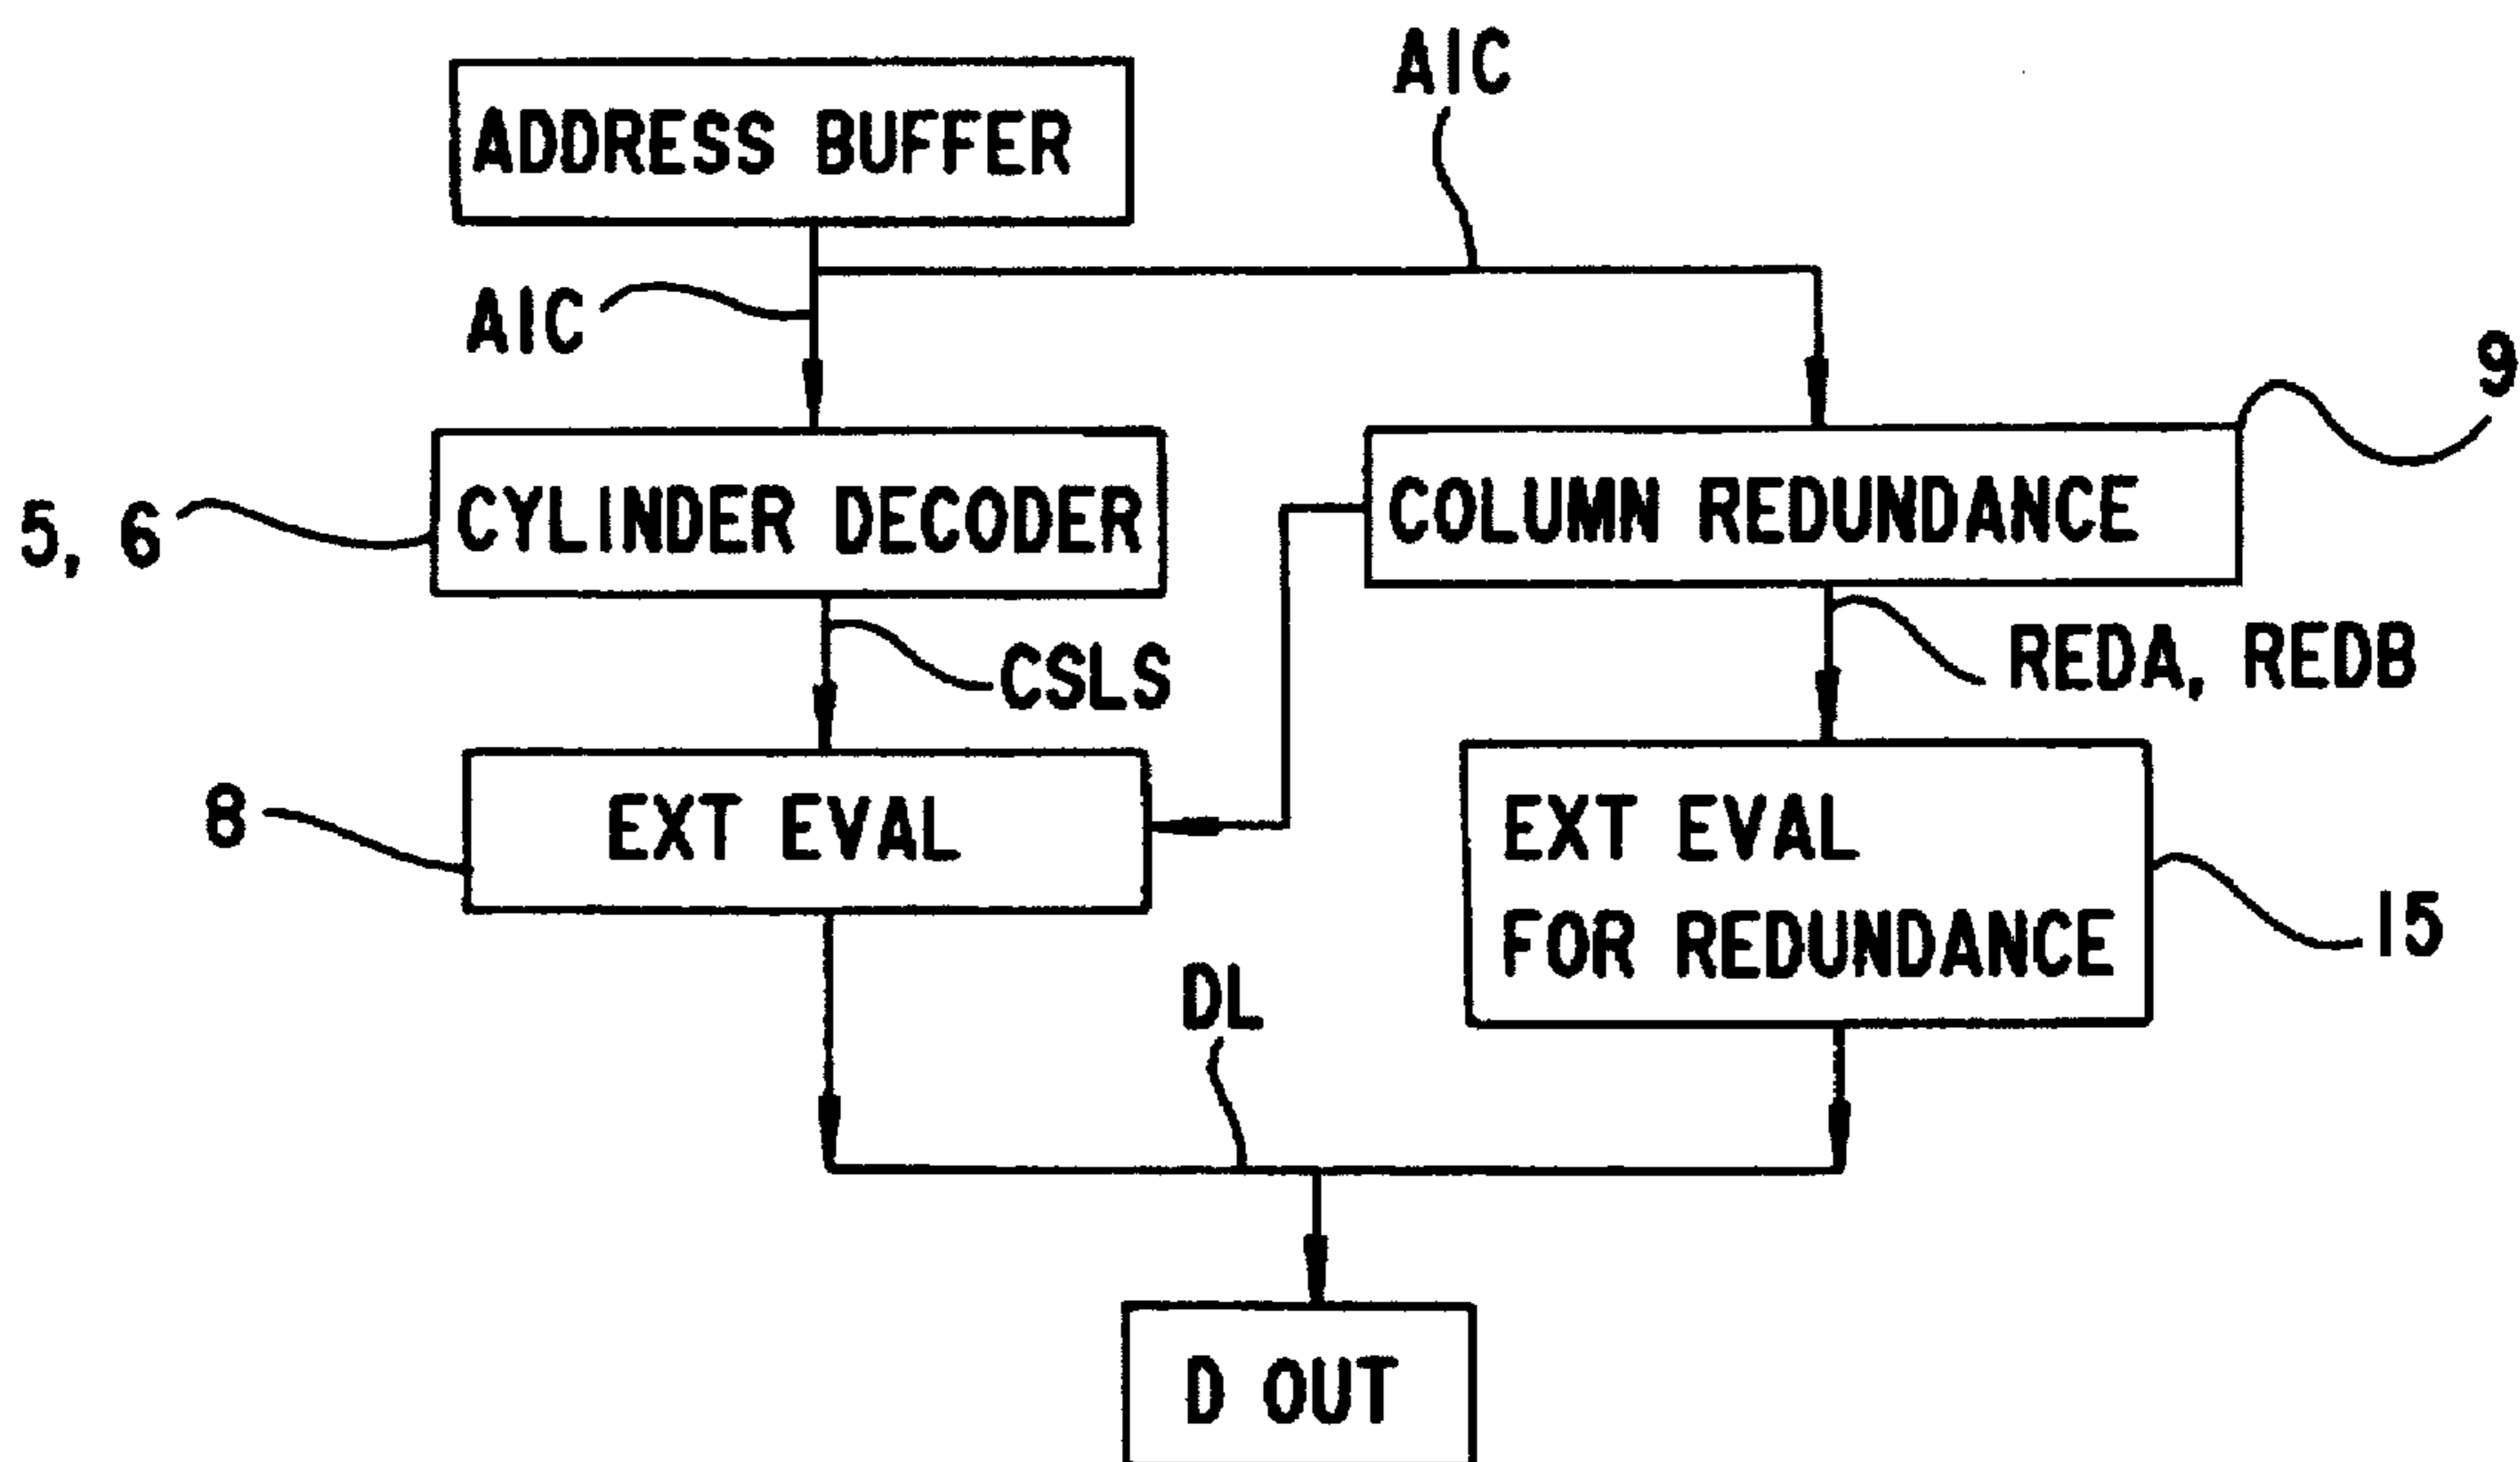 AIC
ADDRESS BUFFER
AIC
9
5, 6
CYLINDER DECODER
COLUMN REDUNDANCE
CSLS
REDA, REDB
8
EXT EVAL
EXT EVAL
FOR REDUNDANCE
15
DL
D OUT